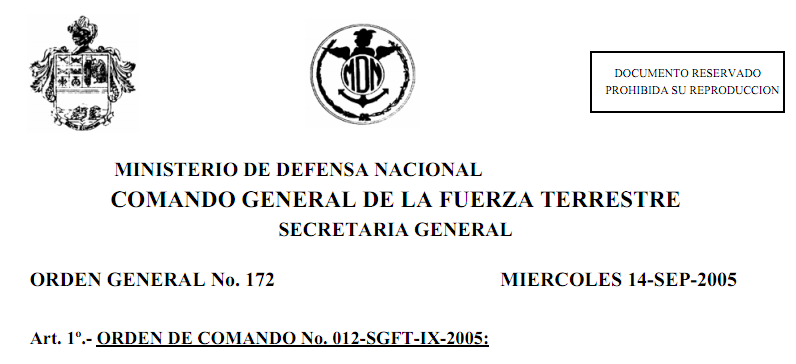 MDN
DOCUMENTO RESERVADO
PROHIBIDA SU REPRODUCCION
MINISTERIO DE DEFENSA NACIONAL
COMANDO GENERAL DE LA FUERZA TERRESTRE
SECRETARIA GENERAL
ORDEN GENERAL No. 172 MIERCOLES 14-SEP-2005
Art. 1º.- ORDEN DE COMANDO No. 012-SGFT-IX-2005: